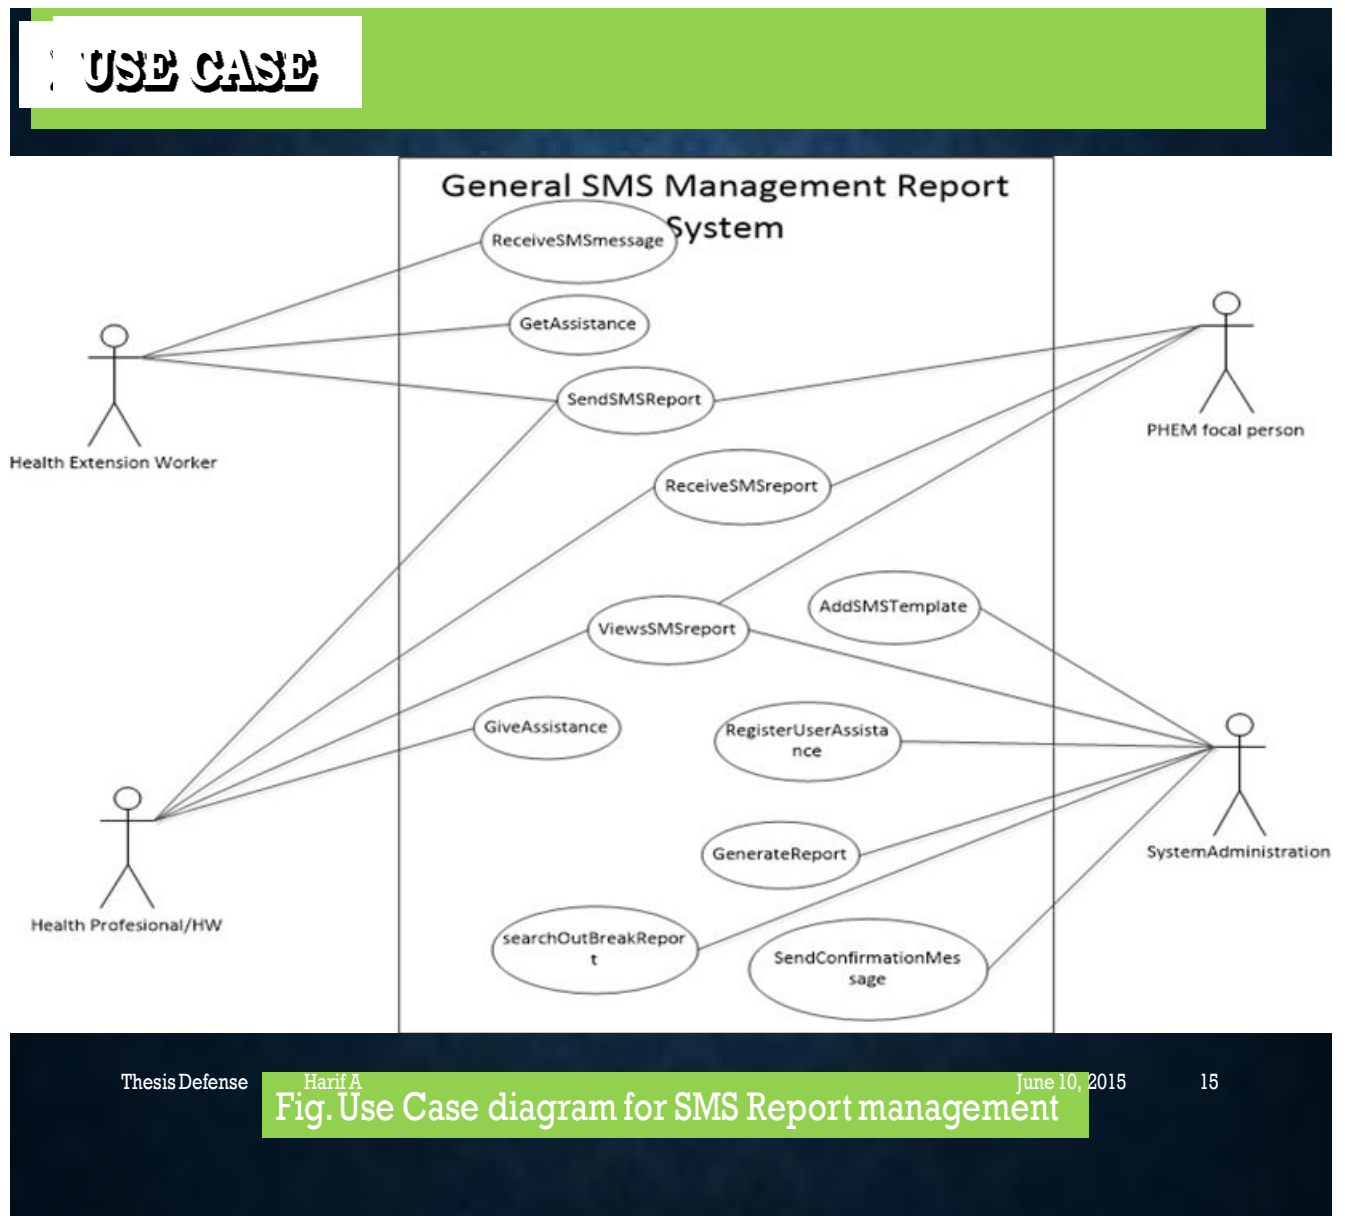 USE CASE
General SMS Management Report
System
ReceiveSMSmessage
GetAssistance
SendSMSReport
PHEM focal person
Health Extension Worker
ReceiveSMSreport
AddSMSTemplate
ViewsSMSreport
GiveAssistance
RegisterUserAssista
nce
GenerateReport
SystemAdministration
Health Profesional/HW
searchOutBreakRepor
t
SendConfirmationMes
sage
Thesis Defense Harif A June 10, 2015 15
Fig. Use Case diagram for SMS Report management